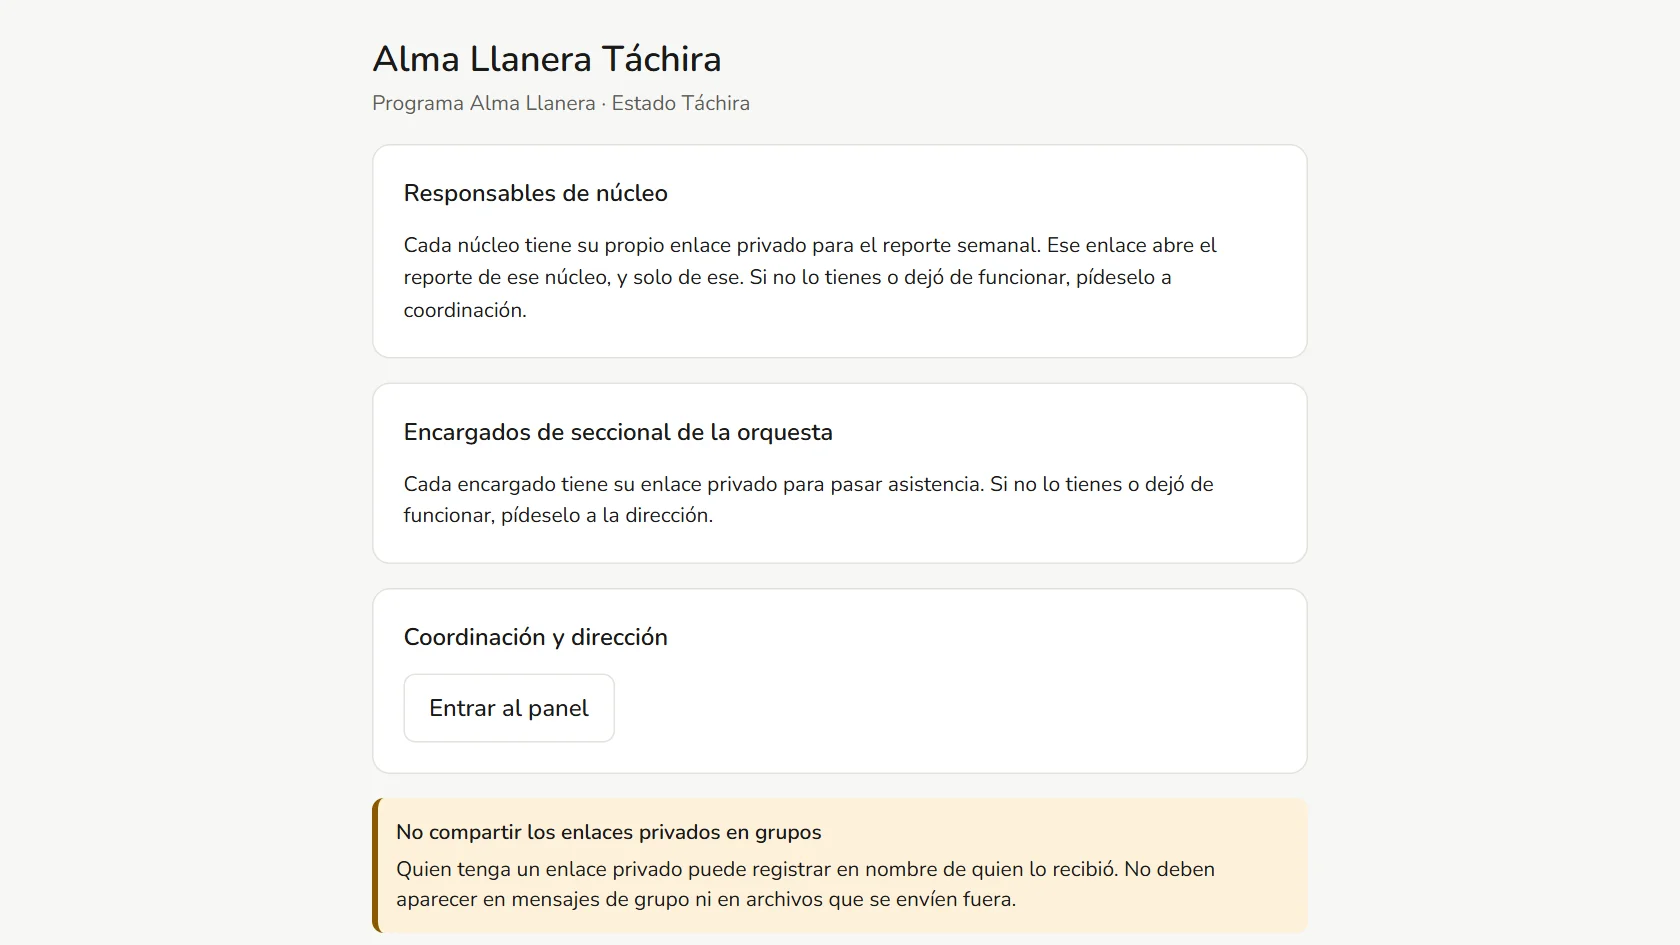 Alma Llanera Táchira
Programa Alma Llanera · Estado Táchira
Responsables de núcleo
Cada núcleo tiene su propio enlace privado para el reporte semanal. Ese enlace abre el
reporte de ese núcleo, y solo de ese. Si no lo tienes o dejó de funcionar, pídeselo a
coordinación.
Encargados de seccional de la orquesta
Cada encargado tiene su enlace privado para pasar asistencia. Si no lo tienes o dejó de
funcionar, pídeselo a la dirección.
Coordinación y dirección
Entrar al panel
No compartir los enlaces privados en grupos
Quien tenga un enlace privado puede registrar en nombre de quien lo recibió. No deben
aparecer en mensajes de grupo ni en archivos que se envíen fuera.